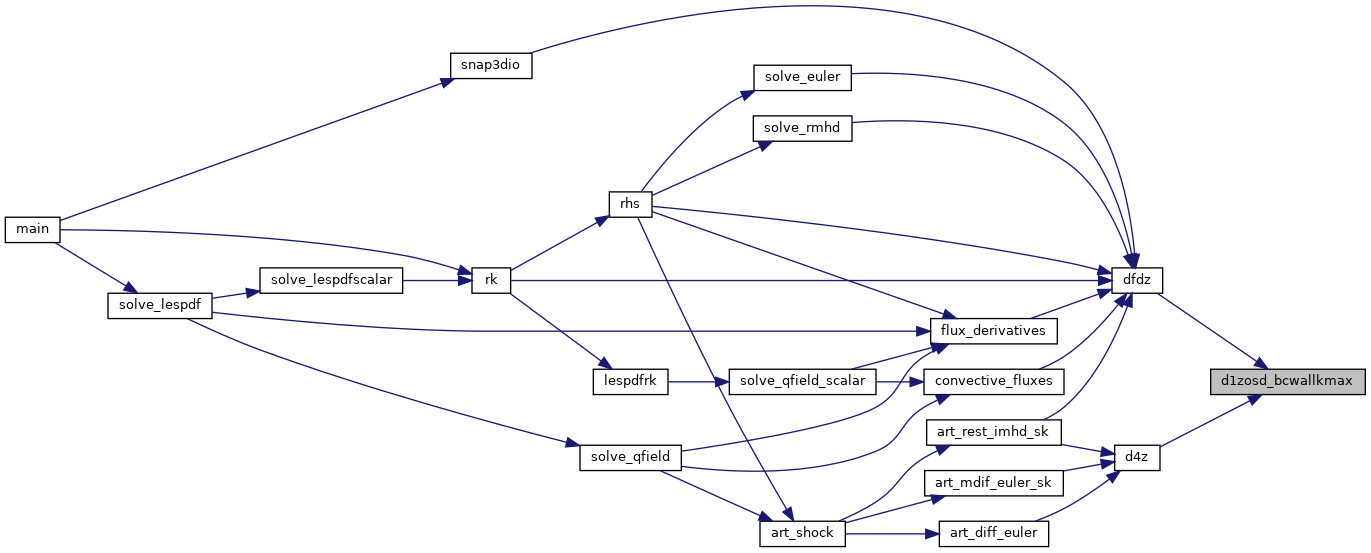 snap3dio
solve_euler
solve_rmhd
rhs
main
solve_lespdfscalar
rk
dfdz
solve_lespdf
flux_derivatives
lespdfrk
solve_qfield_scalar
convective_fluxes
d1zosd_bcwallkmax
art_rest_imhd_sk
solve_qfield
d4z
art_mdif_euler_sk
art_shock
art_diff_euler